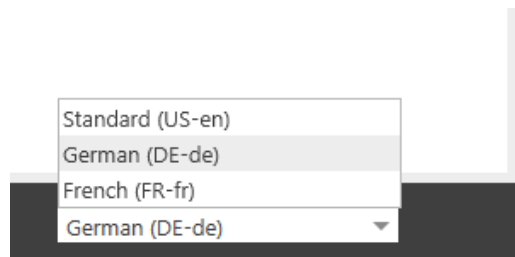 Standard (US-en)
German (DE-de)
French (FR-fr)
German (DE-de)